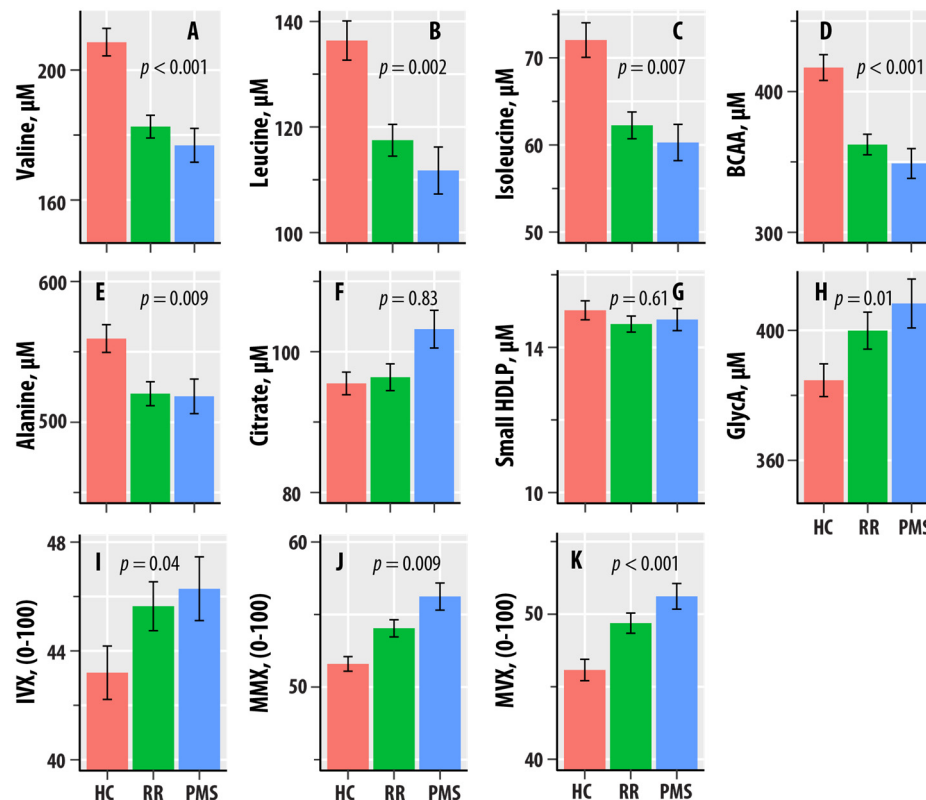 A
p < 0.001
Valine, µM
200
160
B
p = 0.002
Leucine, µM
140
120
100
C
p = 0.007
Isoleucine, µM
70
60
50
D
p < 0.001
BCAA, µM
400
300
E
p = 0.009
Alanine, µM
600
500
F
p = 0.83
Citrate, µM
100
80
G
p = 0.61
Small HDLP, µM
14
10
H
p = 0.01
GlycA, µM
400
360
HC RR PMS
I
p = 0.04
IVX, (0-100)
48
44
40
HC RR PMS
J
p = 0.009
MMX, (0-100)
60
50
HC RR PMS
K
p < 0.001
MVX, (0-100)
50
40
HC RR PMS